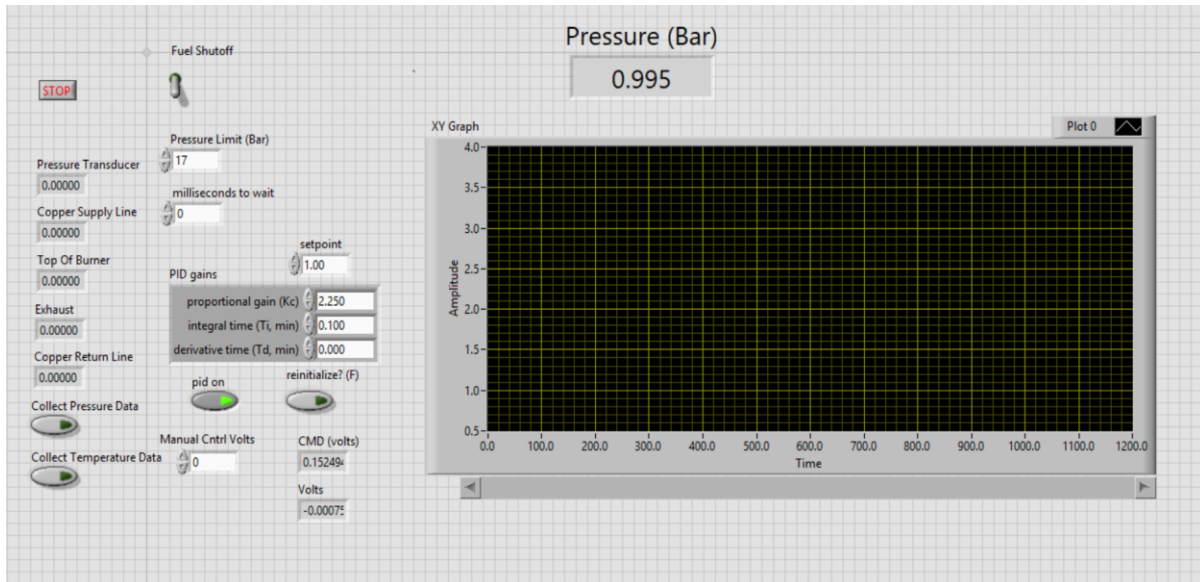 Pressure (Bar)
0.995
Fuel Shutoff
STOP
Pressure Limit (Bar)
17
milliseconds to wait
0
Pressure Transducer
0.00000
Copper Supply Line
0.00000
Top Of Burner
0.00000
Exhaust
0.00000
Copper Return Line
0.00000
Collect Pressure Data
Collect Temperature Data
setpoint
1.00
PID gains
proportional gain (Kc) 2.250
integral time (Ti, min) 0.100
derivative time (Td, min) 0.000
pid on
reinitialize? (F)
Manual Cntrl Volts
0
CMD (volts)
0.15249
Volts
-0.0007
XY Graph
Plot 0
Amplitude
4.0
3.5
3.0
2.5
2.0
1.5
1.0
0.5
0.0 100.0 200.0 300.0 400.0 500.0 600.0 700.0 800.0 900.0 1000.0 1100.0 1200.0
Time